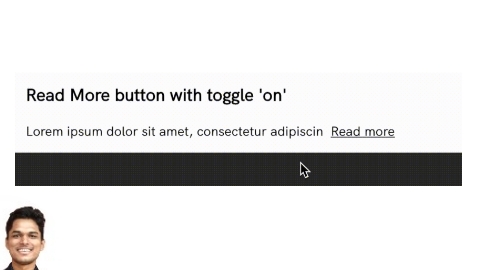 Read More button with toggle 'on'
Lorem ipsum dolor sit amet, consectetur adipiscin Read more